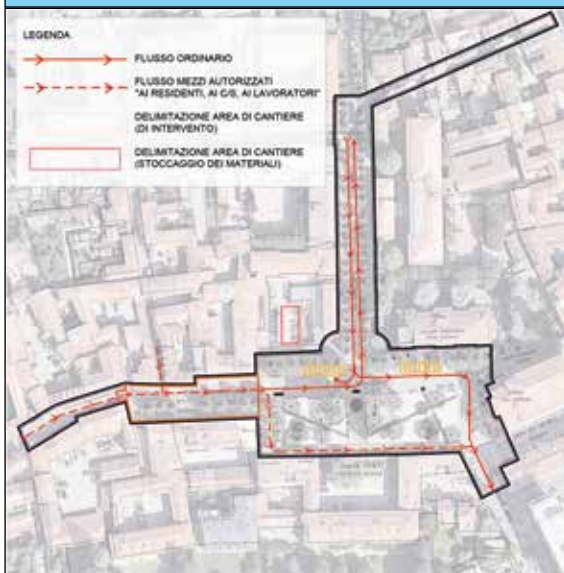 LEGENDA
FLUSSO ORDINARIO
FLUSSO MEZZI AUTORIZZATI
"AI RESIDENTI, AI C/S, AI LAVORATORI"
DELIMITAZIONE AREA DI CANTIERE
(DI INTERVENTO)
DELIMITAZIONE AREA DI CANTIERE
(STOCCAGGIO DEI MATERIALI)